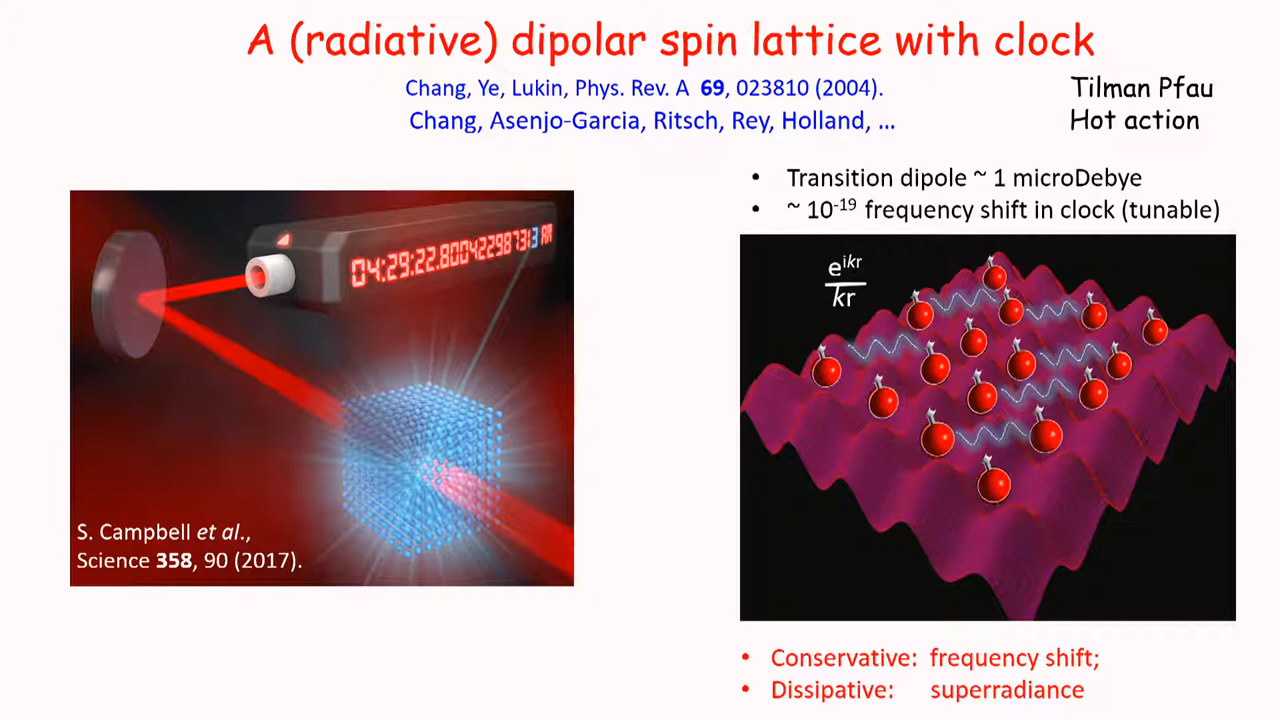 A (radiative) dipolar spin lattice with clock
Chang, Ye, Lukin, Phys. Rev. A 69, 023810 (2004).
Chang, Asenjo-Garcia, Ritsch, Rey, Holland, ...
Tilman Pfau
Hot action
• Transition dipole ~ 1 microDebye
• ~ 10⁻¹⁹ frequency shift in clock (tunable)
04:29:22.800422987313 AM
S. Campbell et al.,
Science 358, 90 (2017).
e^ikr
kr
• Conservative: frequency shift;
• Dissipative: superradiance